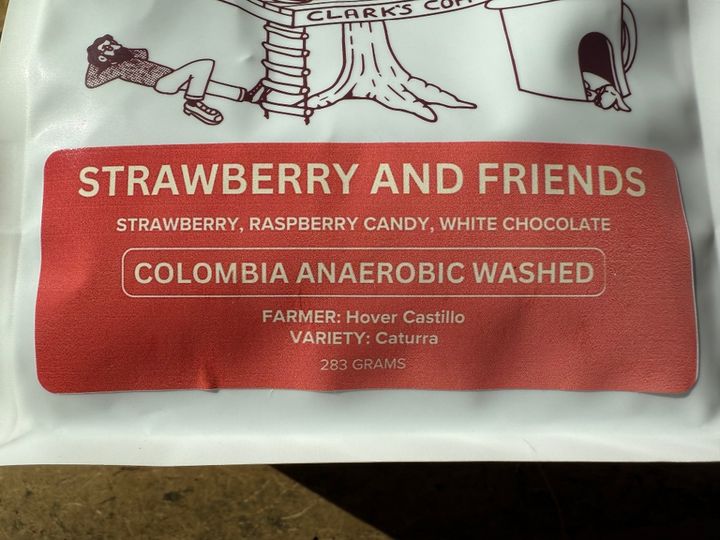 CLARK'S
STRAWBERRY AND FRIENDS
STRAWBERRY, RASPBERRY CANDY, WHITE CHOCOLATE
COLOMBIA ANAEROBIC WASHED
FARMER: Hover Castillo
VARIETY: Caturra
283 GRAMS